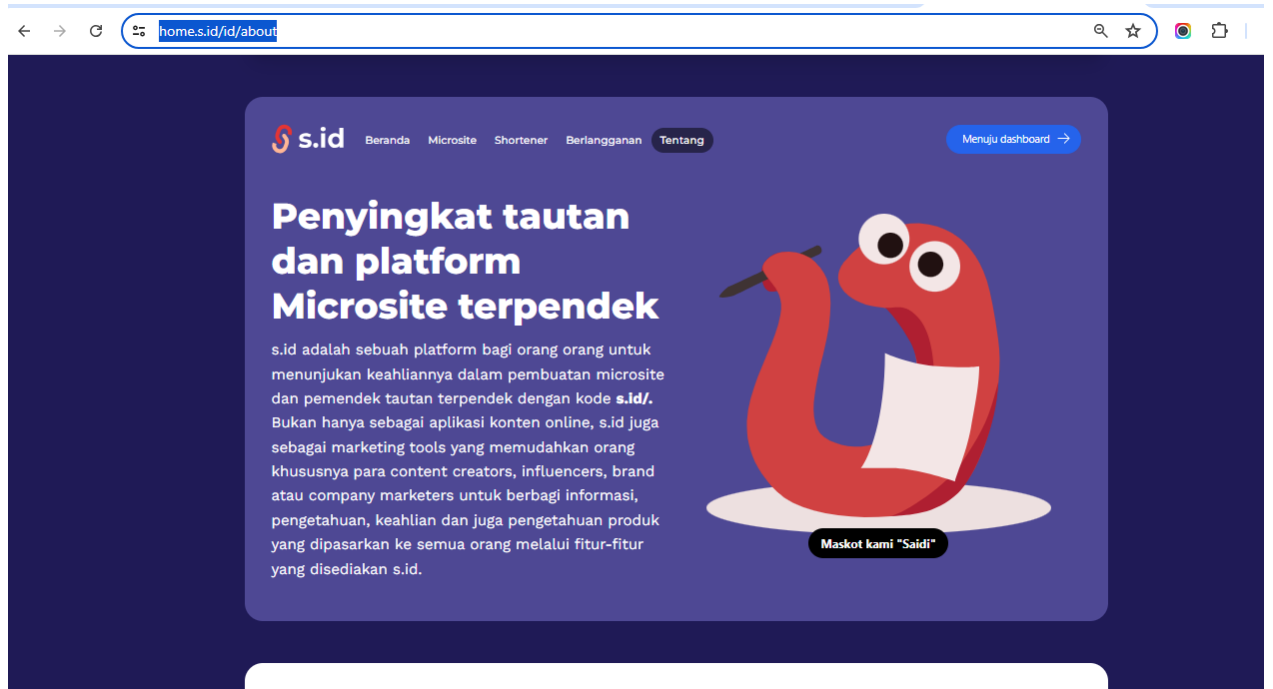 home.s.id/id/about
s.id
Beranda Microsite Shortener Berlangganan Tentang
Menuju dashboard →
Penyingkat tautan
dan platform
Microsite terpendek
s.id adalah sebuah platform bagi orang orang untuk
menunjukan keahliannya dalam pembuatan microsite
dan pemendek tautan terpendek dengan kode s.id/.
Bukan hanya sebagai aplikasi konten online, s.id juga
sebagai marketing tools yang memudahkan orang
khususnya para content creators, influencers, brand
atau company marketers untuk berbagi informasi,
pengetahuan, keahlian dan juga pengetahuan produk
yang dipasarkan ke semua orang melalui fitur-fitur
yang disediakan s.id.
Maskot kami "Saidi"